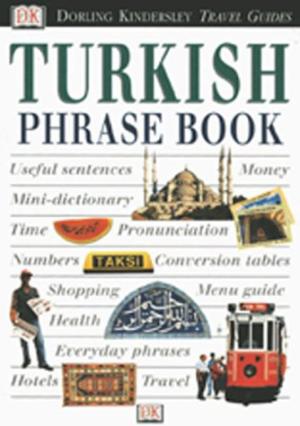 DK DORLING KINDERSLEY TRAVEL GUIDES
TURKISH
PHRASE BOOK
Useful sentences Money
Mini-dictionary
Time Pronunciation
Numbers TAKSİ Conversion tables
Shopping Menu guide
Health
Everyday phrases
Hotels Travel
DK